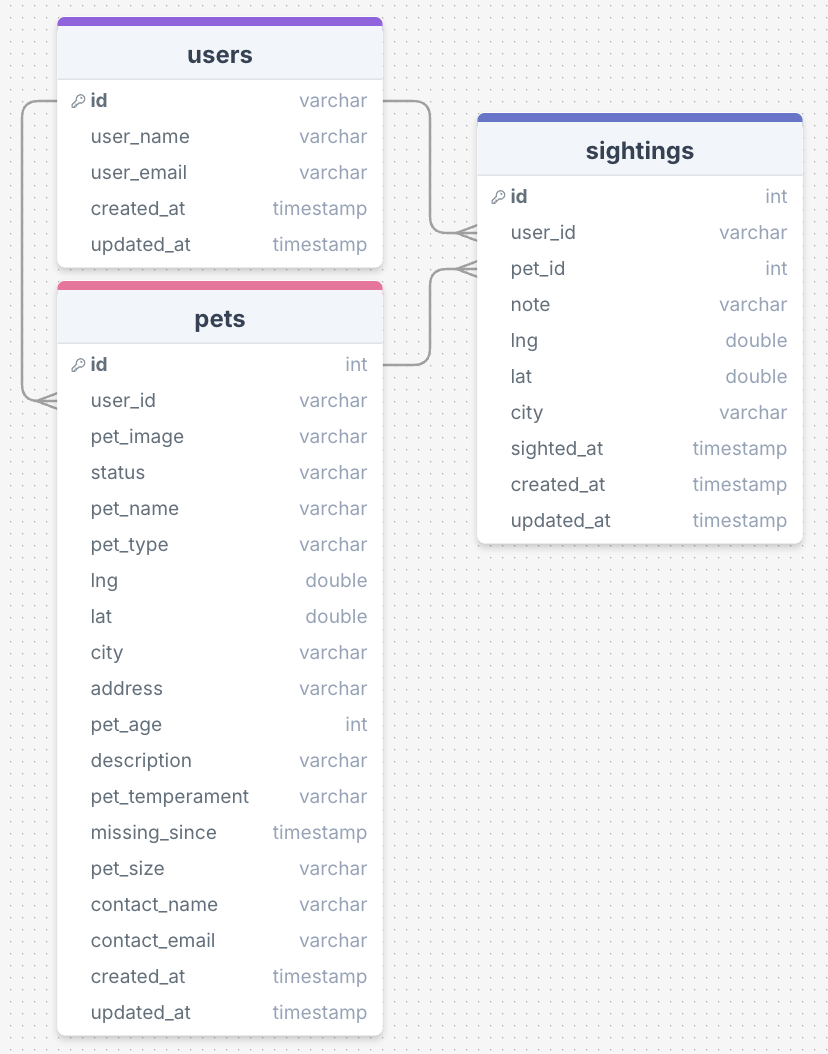 users
id varchar
user_name varchar
user_email varchar
created_at timestamp
updated_at timestamp
pets
id int
user_id varchar
pet_image varchar
status varchar
pet_name varchar
pet_type varchar
lng double
lat double
city varchar
address varchar
pet_age int
description varchar
pet_temperament varchar
missing_since timestamp
pet_size varchar
contact_name varchar
contact_email varchar
created_at timestamp
updated_at timestamp
sightings
id int
user_id varchar
pet_id int
note varchar
lng double
lat double
city varchar
sighted_at timestamp
created_at timestamp
updated_at timestamp